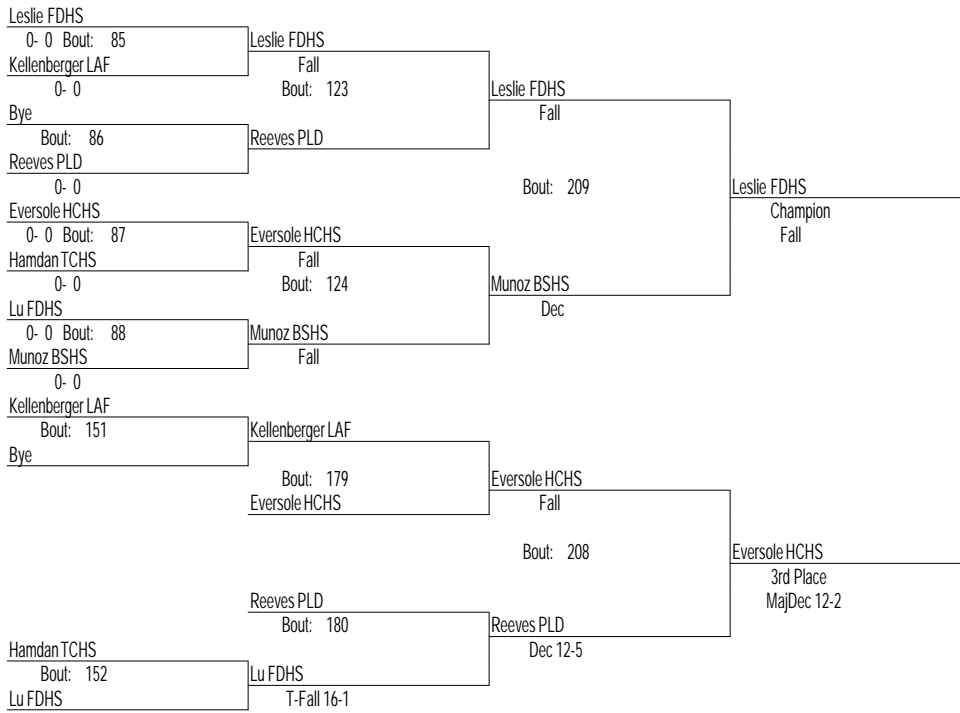 Leslie FDHS
0- 0 Bout: 85
Kellenberger LAF
0- 0
Bye
Bout: 86
Reeves PLD
0- 0
Eversole HCHS
0- 0 Bout: 87
Hamdan TCHS
0- 0
Lu FDHS
0- 0 Bout: 88
Munoz BSHS
0- 0
Leslie FDHS
Fall
Bout: 123
Reeves PLD
Eversole HCHS
Fall
Bout: 124
Munoz BSHS
Fall
Leslie FDHS
Fall
Bout: 209
Munoz BSHS
Dec
Leslie FDHS
Champion
Fall
Kellenberger LAF
Bout: 151
Bye
Hamdan TCHS
Bout: 152
Lu FDHS
Kellenberger LAF
Bout: 179
Eversole HCHS
Reeves PLD
Bout: 180
Lu FDHS
T-Fall 16-1
Eversole HCHS
Fall
Bout: 208
Reeves PLD
Dec 12-5
Eversole HCHS
3rd Place
MajDec 12-2